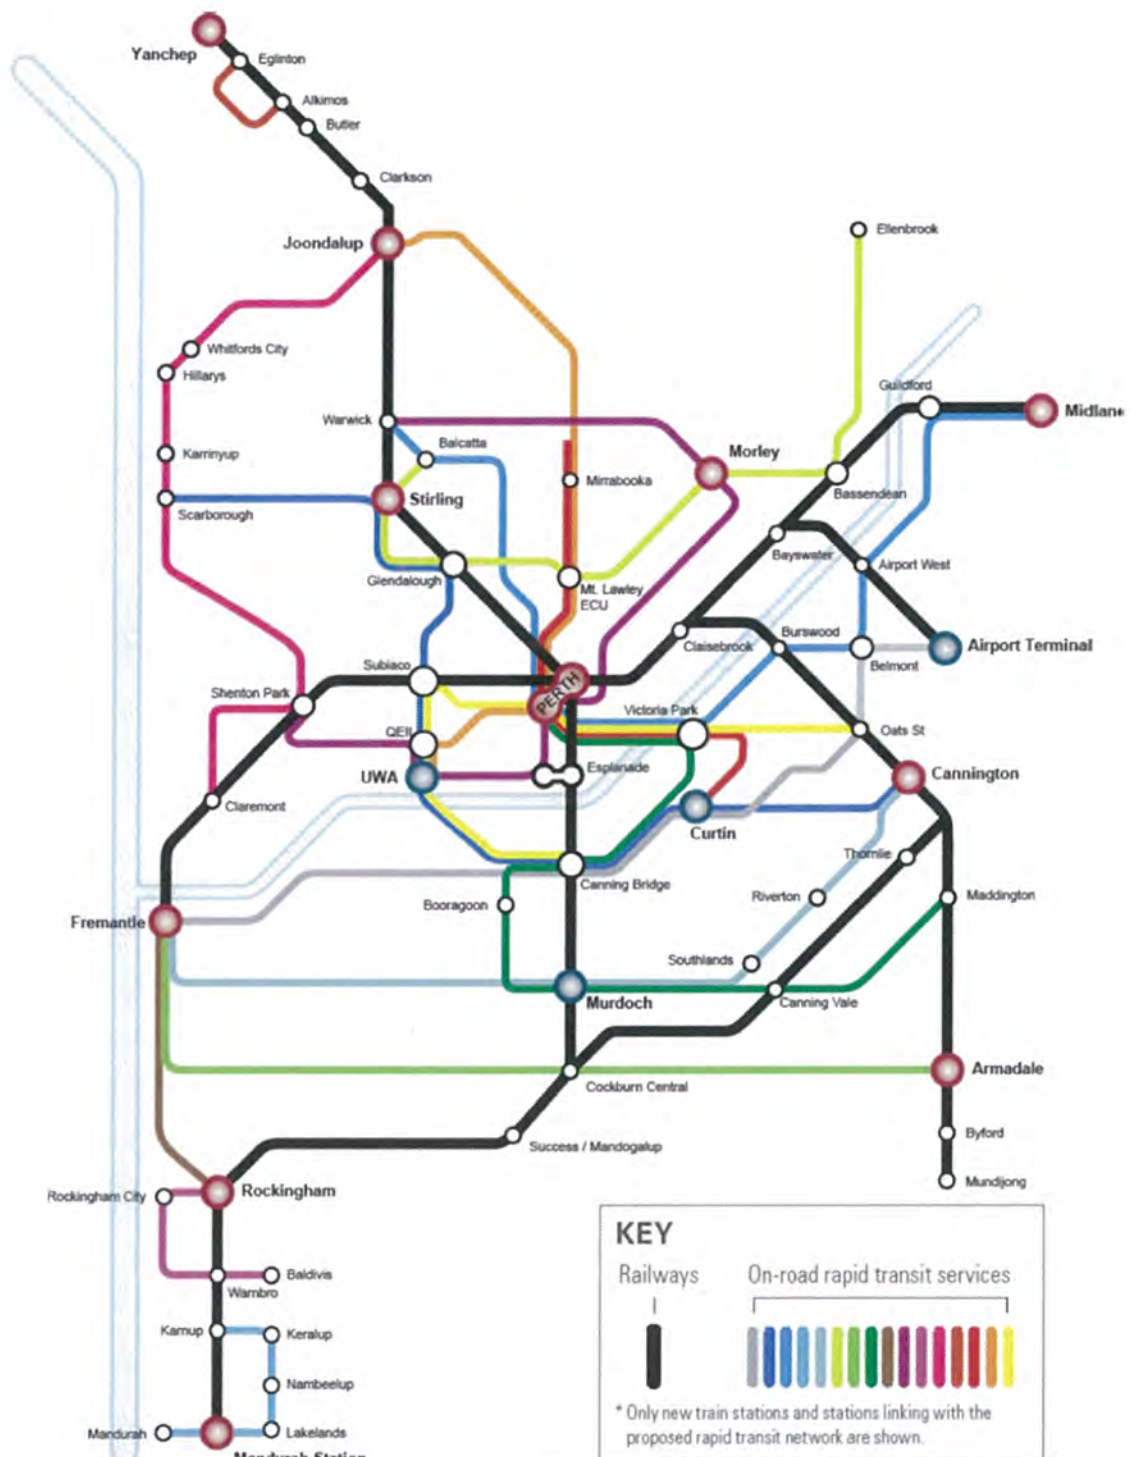 Yanchep
Eglinton
Alkimos
Butler
Clarkson
Joondalup
Ellenbrook
Whitfords City
Hillarys
Guildford
Midlan
Warwick
Balcatta
Karrinyup
Morley
Mirrabooka
Stirling
Bassendean
Scarborough
Bayswater
Airport West
Glendalough
Mt. Lawley
ECU
Claisebrook
Burswood
Airport Terminal
Belmont
Subiaco
PERTH
Shenton Park
Victoria Park
QEII
Oats St
UWA
Esplanade
Cannington
Claremont
Curtin
Thornlie
Canning Bridge
Riverton
Maddington
Booragoon
Fremantle
Southlands
Murdoch
Canning Vale
Armadale
Cockburn Central
Byford
Success / Mandogalup
Mundijong
Rockingham City
Rockingham
Baldivis
Warnbro
Karnup
Keralup
Nambeelup
Mandurah
Lakelands
Mandurah Station
KEY
Railways
On-road rapid transit services
* Only new train stations and stations linking with the
proposed rapid transit network are shown.